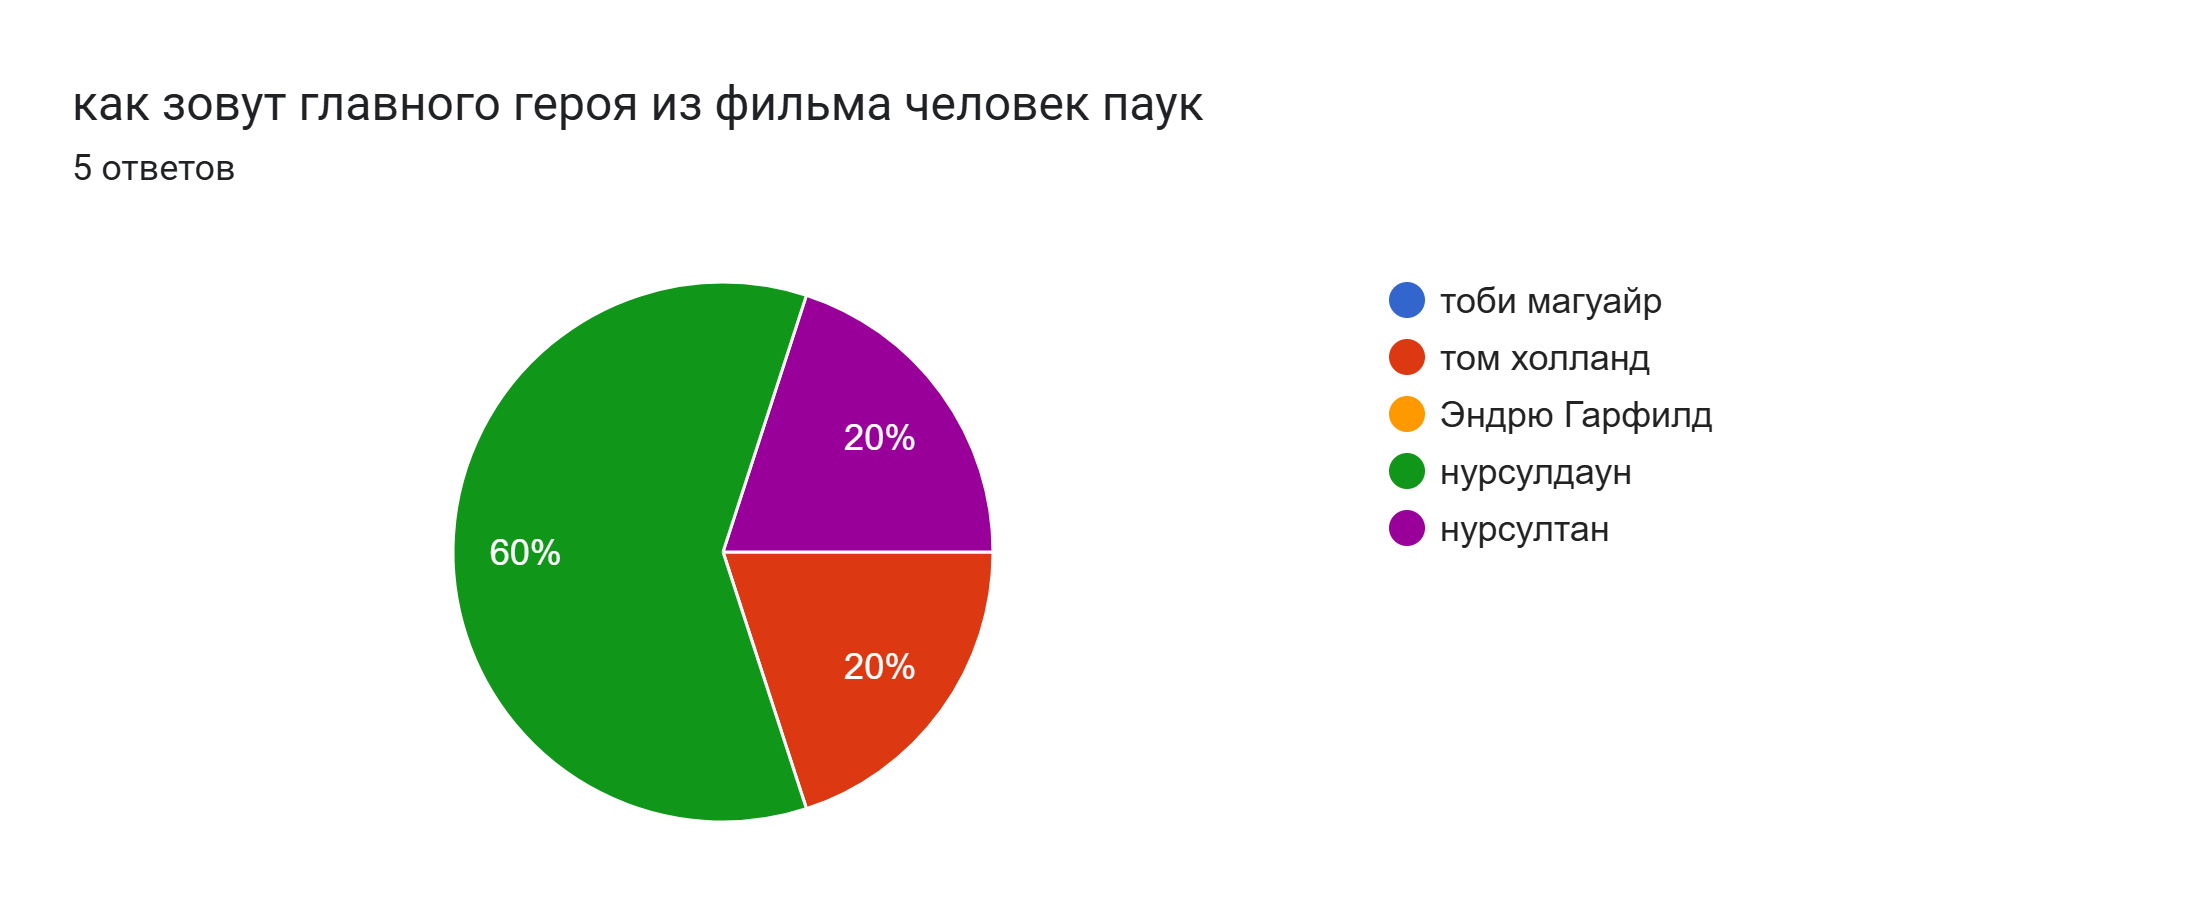 как зовут главного героя из фильма человек паук
5 ответов
тоби магуайр
том холланд
Эндрю Гарфилд
нурсулдаун
нурсултан
20%
60%
20%